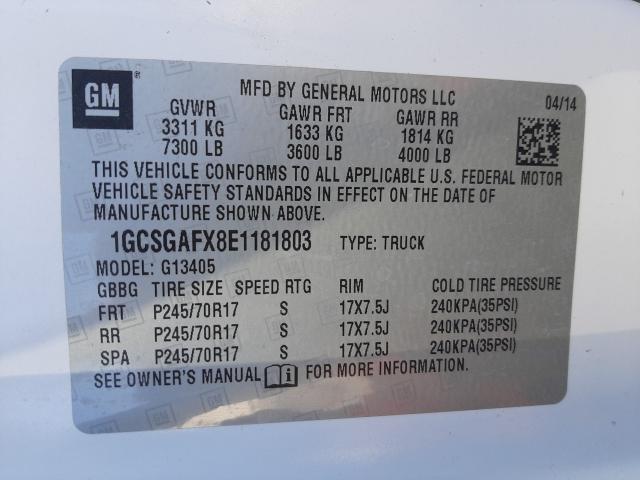 GM
MFD BY GENERAL MOTORS LLC 04/14
GVWR GAWR FRT GAWR RR
3311 KG 1633 KG 1814 KG
7300 LB 3600 LB 4000 LB
THIS VEHICLE CONFORMS TO ALL APPLICABLE U.S. FEDERAL MOTOR
VEHICLE SAFETY STANDARDS IN EFFECT ON THE DATE OF
MANUFACTURE SHOWN ABOVE.
1GCSGAFX8E1181803 TYPE: TRUCK
MODEL: G13405
GBBG TIRE SIZE SPEED RTG RIM COLD TIRE PRESSURE
FRT P245/70R17 S 17X7.5J 240KPA(35PSI)
RR P245/70R17 S 17X7.5J 240KPA(35PSI)
SPA P245/70R17 S 17X7.5J 240KPA(35PSI)
SEE OWNER'S MANUAL FOR MORE INFORMATION.